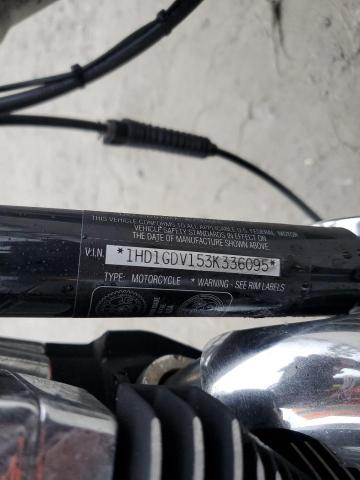 THIS VEHICLE CONFORMS TO ALL APPLICABLE U.S. FEDERAL MOTOR
VEHICLE SAFETY STANDARDS IN EFFECT ON
THE DATE OF MANUFACTURE SHOWN ABOVE.
V.I.N. *1HD1GDV153K336095*
TYPE: MOTORCYCLE * WARNING - SEE RIM LABELS